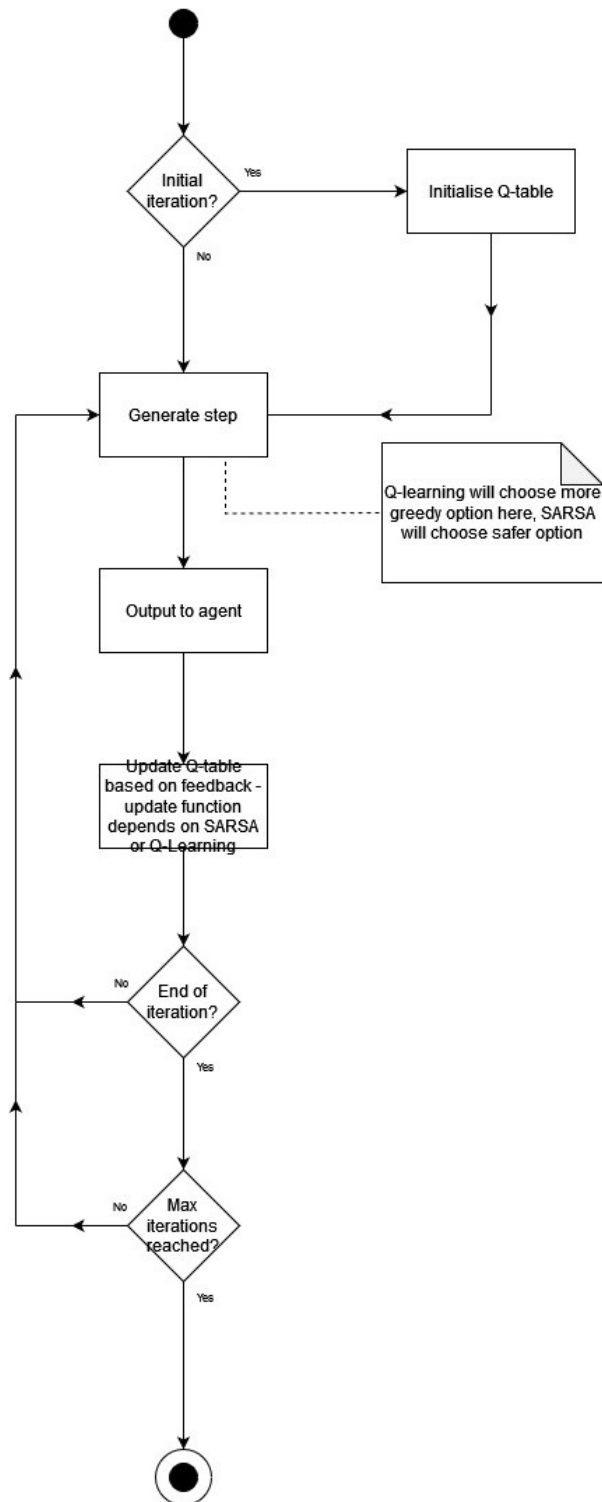 Initial
iteration?
Yes
Initialise Q-table
No
Generate step
Q-learning will choose more
greedy option here, SARSA
will choose safer option
Output to agent
Update Q-table
based on feedback -
update function
depends on SARSA
or Q-Learning
No
End of
iteration?
Yes
No
Max
iterations
reached?
Yes